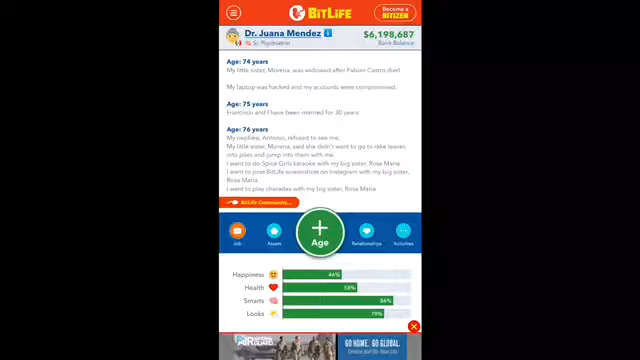 BITLIFE
Become a
BITIZEN
Dr. Juana Mendez
$6,198,687
Sr. Psychiatrist
Bank Balance
Age: 74 years
My little sister, Morena, was widowed after Fabian Castro died!
My laptop was hacked and my accounts were compromised.
Age: 75 years
Francisco and I have been married for 30 years.
Age: 76 years
My nephew, Antonio, refused to see me.
My little sister, Morena, said she didn't want to go to rake leaves
into piles and jump into them with me.
I went to do Spice Girls karaoke with my big sister, Rosa Maria
I went to post BitLife screenshots on Instagram with my big sister,
Rosa Maria.
I went to play charades with my big sister, Rosa Maria
BitLife Community...
Age
Job
Assets
Relationships
Activities
Happiness
46%
Health
58%
Smarts
86%
Looks
79%
GO HOME. GO GLOBAL.